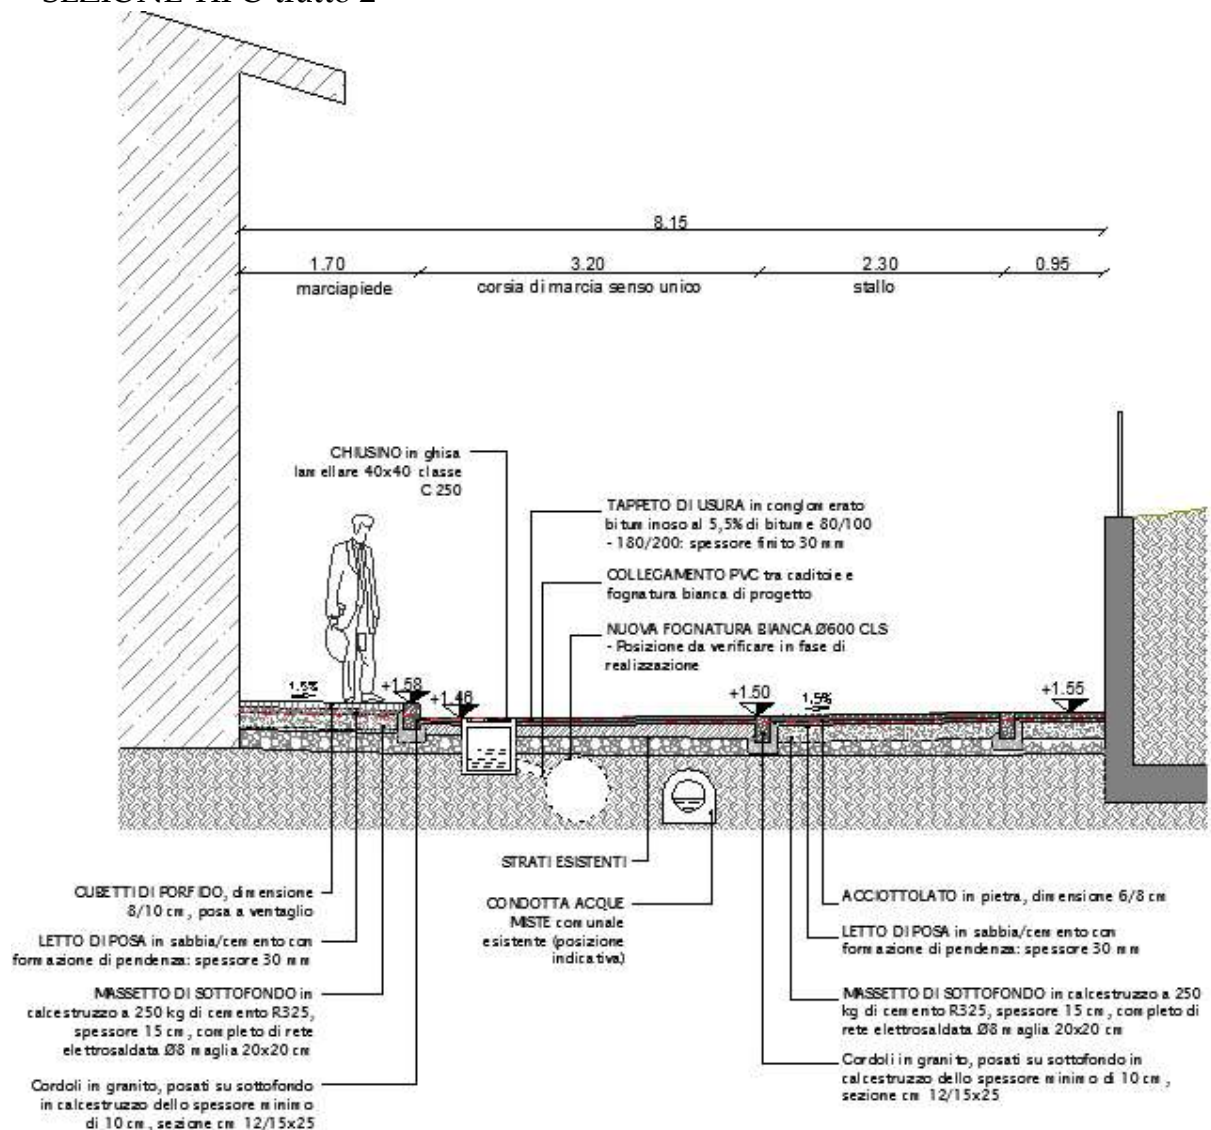 SEZIONE TIPO tratto 2
8.15
1.70
3.20
2.30
0.95
marciapiede
corsia di marcia senso unico
stallo
CHIUSINO in ghisa
lamellare 40x40 classe
C 250
TAPPETO DI USURA in conglomerato
bituminoso al 5,5% di bitume 80/100
- 180/200: spessore finito 30 mm
COLLEGAMENTO PVC tra caditoie e
fognatura bianca di progetto
NUOVA FOGNATURA BIANCA Ø600 CLS
- Posizione da verificare in fase di
realizzazione
1.5%
+1.58
+1.46
+1.50
1.5%
+1.55
STRATI ESISTENTI
CONDOTTA ACQUE
MISTE comunale
esistente (posizione
indicativa)
CUBETTI DI PORFIDO, dimensione
8/10 cm, posa a ventaglio
LETTO DI POSA in sabbia/cemento con
formazione di pendenza: spessore 30 mm
MASSETTO DI SOTTOFONDO in
calcestruzzo a 250 kg di cemento R325,
spessore 15 cm, completo di rete
elettrosaldata Ø8 maglia 20x20 cm
Cordoli in granito, posati su sottofondo
in calcestruzzo dello spessore minimo
di 10 cm, sezione cm 12/15x25
ACCIOTTOLATO in pietra, dimensione 6/8 cm
LETTO DI POSA in sabbia/cemento con
formazione di pendenza: spessore 30 mm
MASSETTO DI SOTTOFONDO in calcestruzzo a 250
kg di cemento R325, spessore 15 cm, completo di
rete elettrosaldata Ø8 maglia 20x20 cm
Cordoli in granito, posati su sottofondo in
calcestruzzo dello spessore minimo di 10 cm,
sezione cm 12/15x25